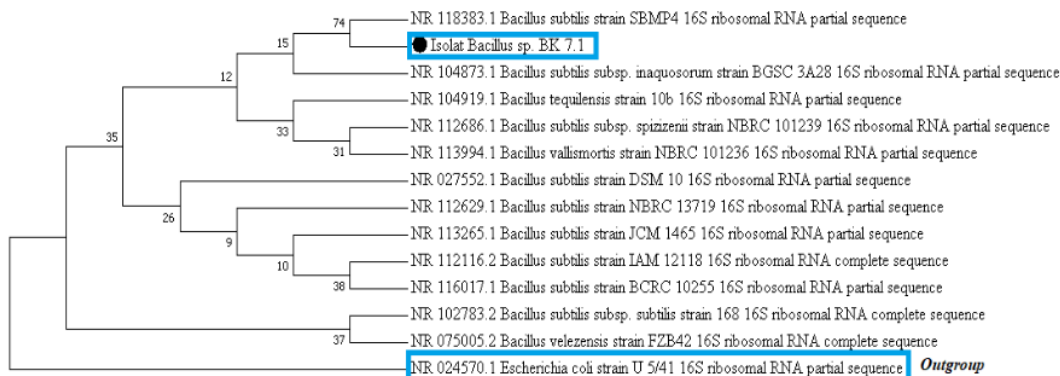 74
NR 118383.1 Bacillus subtilis strain SBMP4 16S ribosomal RNA partial sequence
15
Isolat Bacillus sp. BK 7.1
12
NR 104873.1 Bacillus subtilis subsp. inaquosorum strain BGSC 3A28 16S ribosomal RNA partial sequence
NR 104919.1 Bacillus tequilensis strain 10b 16S ribosomal RNA partial sequence
33
NR 112686.1 Bacillus subtilis subsp. spizizenii strain NBRC 101239 16S ribosomal RNA partial sequence
35
31
NR 113994.1 Bacillus vallismortis strain NBRC 101236 16S ribosomal RNA partial sequence
NR 027552.1 Bacillus subtilis strain DSM 10 16S ribosomal RNA partial sequence
26
NR 112629.1 Bacillus subtilis strain NBRC 13719 16S ribosomal RNA partial sequence
9
NR 113265.1 Bacillus subtilis strain JCM 1465 16S ribosomal RNA partial sequence
10
NR 112116.2 Bacillus subtilis strain IAM 12118 16S ribosomal RNA complete sequence
38
NR 116017.1 Bacillus subtilis strain BCRC 10255 16S ribosomal RNA partial sequence
NR 102783.2 Bacillus subtilis subsp. subtilis strain 168 16S ribosomal RNA complete sequence
37
NR 075005.2 Bacillus velezensis strain FZB42 16S ribosomal RNA complete sequence
NR 024570.1 Escherichia coli strain U 5/41 16S ribosomal RNA partial sequence Outgroup